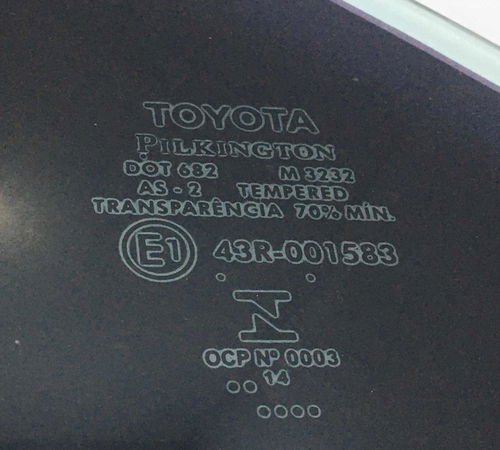 TOYOTA
PILKINGTON
DOT 682 M 3232
AS - 2 TEMPERED
TRANSPARÊNCIA 70% MÍN.
E1 43R-001583
N
OCP Nº 0003
14